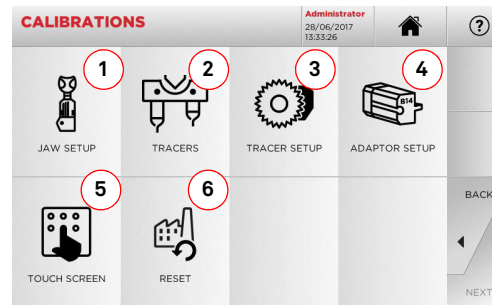 CALIBRATIONS
Administrator
28/06/2017
13:33:26
?
1
2
3
4
B14
JAW SETUP
TRACERS
TRACER SETUP
ADAPTOR SETUP
5
6
BACK
TOUCH SCREEN
RESET
NEXT